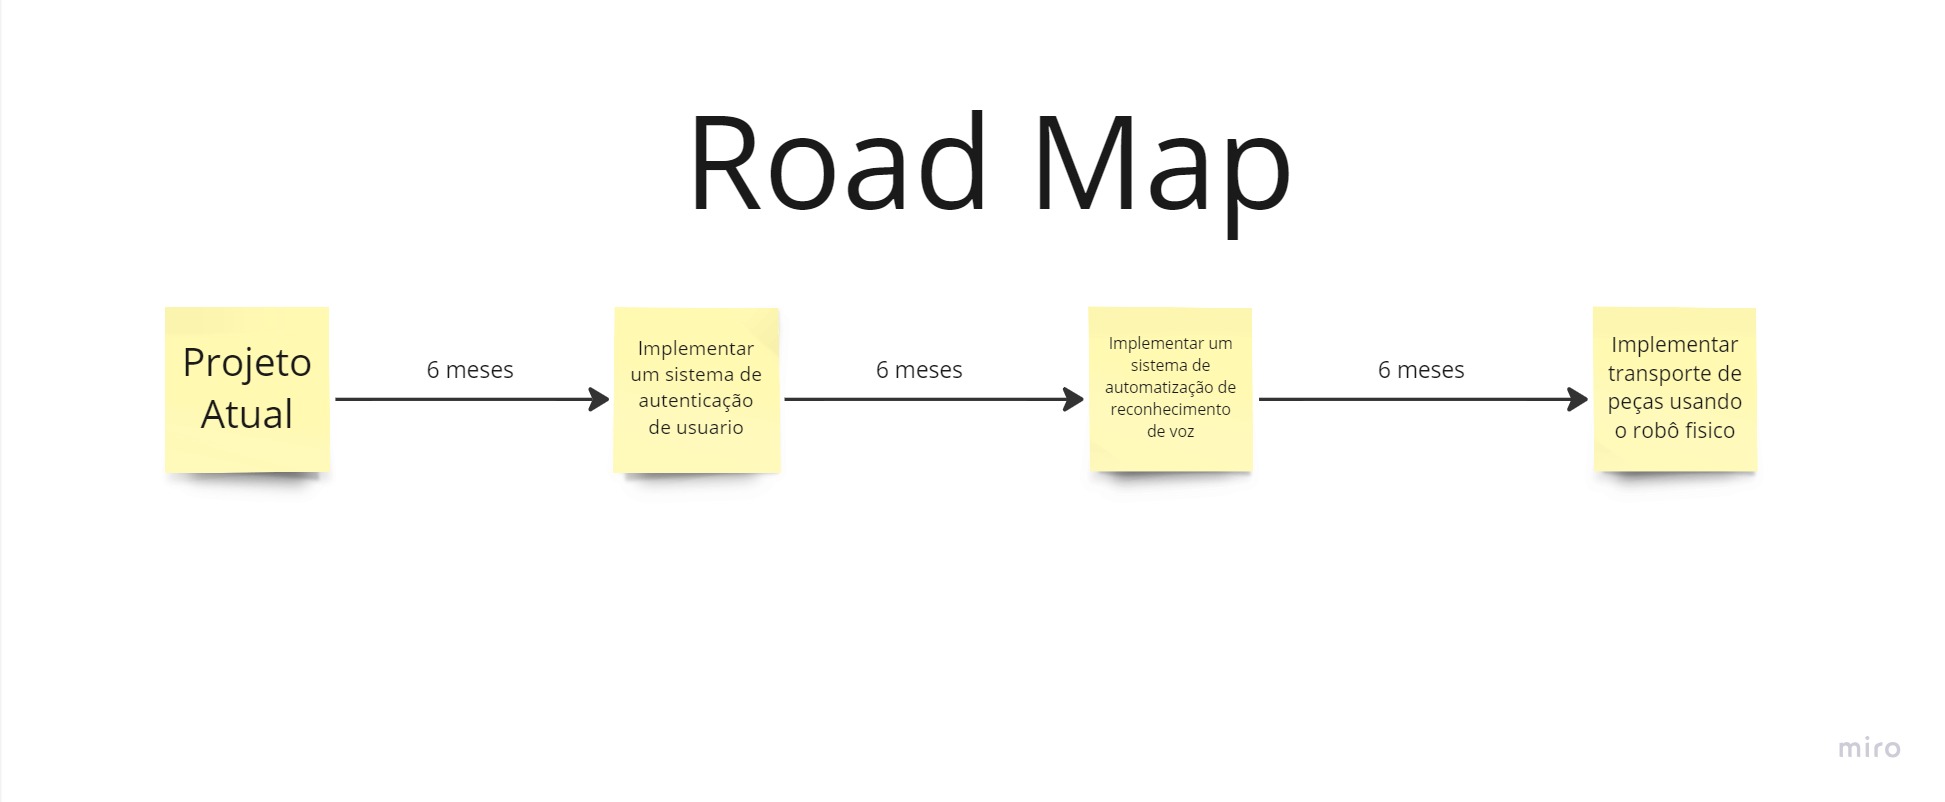 Road Map
Projeto
Atual
6 meses
Implementar
um sistema de
autenticação
de usuario
6 meses
Implementar um
sistema de
automatização de
reconhecimento
de voz
6 meses
Implementar
transporte de
peças usando
o robô fisico
miro